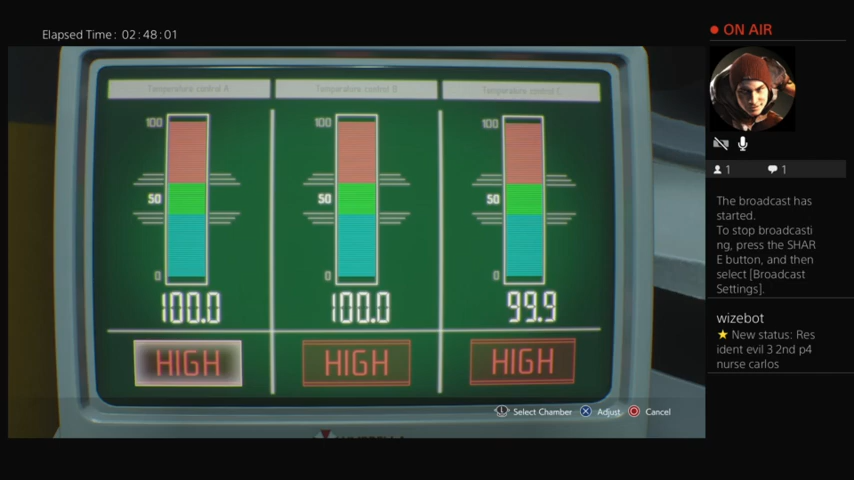 Elapsed Time: 02:48:01
ON AIR
Temperature control A
Temperature control B
Temperature control C
100
100
100
50
50
50
0
0
0
100.0
100.0
99.9
HIGH
HIGH
HIGH
L
Select Chamber
Adjust
Cancel
1
1
The broadcast has
started.
To stop broadcasti
ng, press the SHAR
E button, and then
select [Broadcast
Settings].
wizebot
New status: Res
ident evil 3 2nd p4
nurse carlos